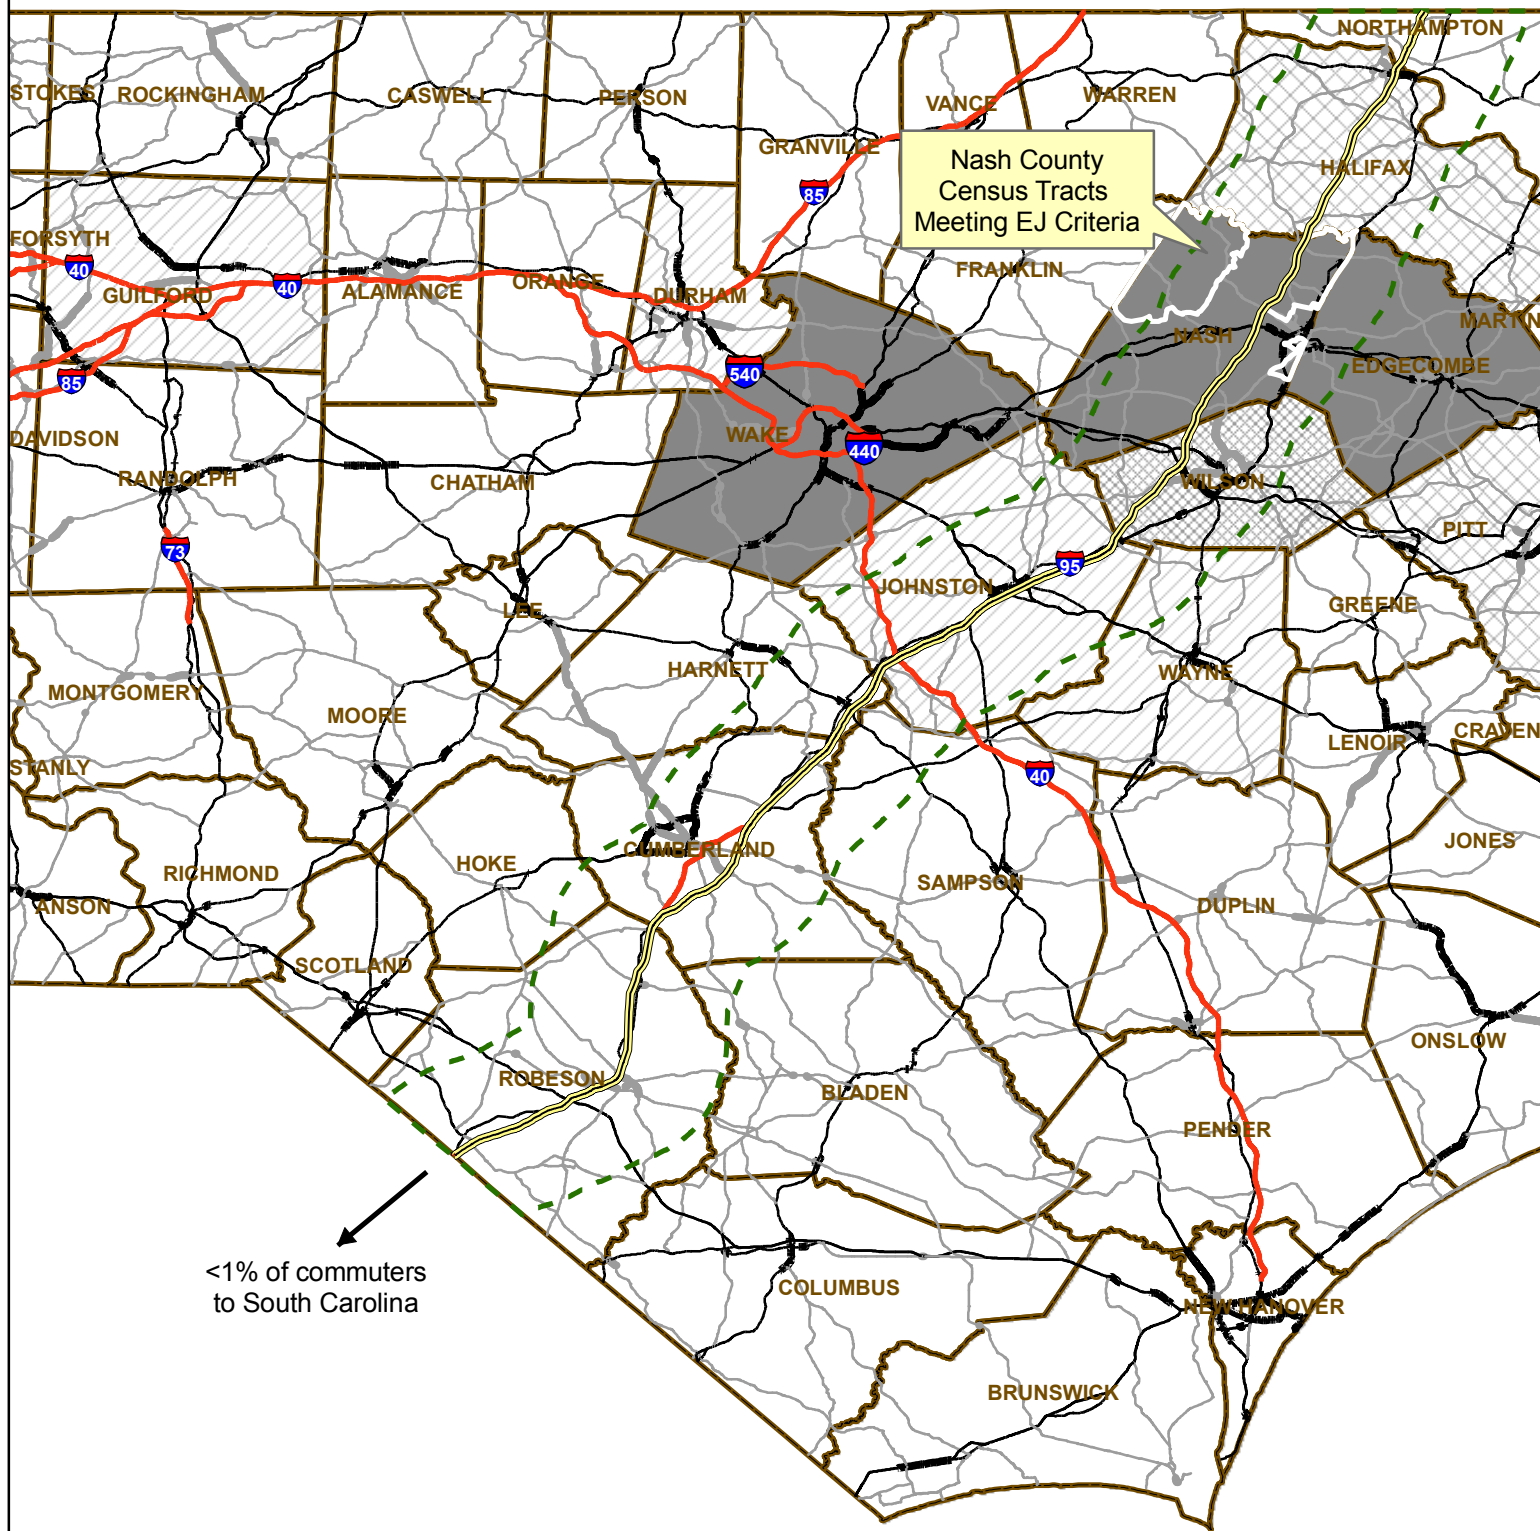 NORTHAMPTON
STOKES
ROCKINGHAM
CASWELL
PERSON
VANCE
WARREN
GRANVILLE
Nash County
Census Tracts
Meeting EJ Criteria
HALIFAX
85
FORSYTH
40
GUILFORD
40
ALAMANCE
ORANGE
DURHAM
FRANKLIN
MARTIN
NASH
EDGECOMBE
85
540
DAVIDSON
WAKE
440
RANDOLPH
CHATHAM
WILSON
PITT
73
95
JOHNSTON
LEE
GREENE
HARNETT
WAYNE
MONTGOMERY
MOORE
CRAVEN
LENOIR
STANLY
40
CUMBERLAND
HOKE
JONES
RICHMOND
SAMPSON
ANSON
DUPLIN
SCOTLAND
ONSLOW
ROBESON
BLADEN
PENDER
<1% of commuters
to South Carolina
COLUMBUS
NEW HANOVER
BRUNSWICK